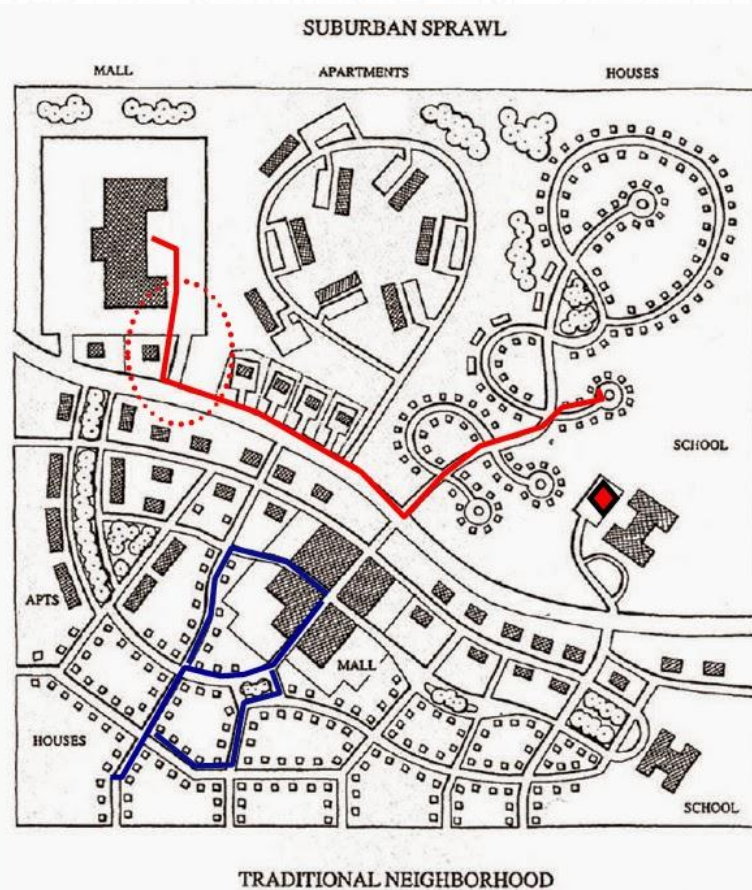 SUBURBAN SPRAWL
MALL APARTMENTS HOUSES
SCHOOL
APTS
MALL
HOUSES
SCHOOL
TRADITIONAL NEIGHBORHOOD